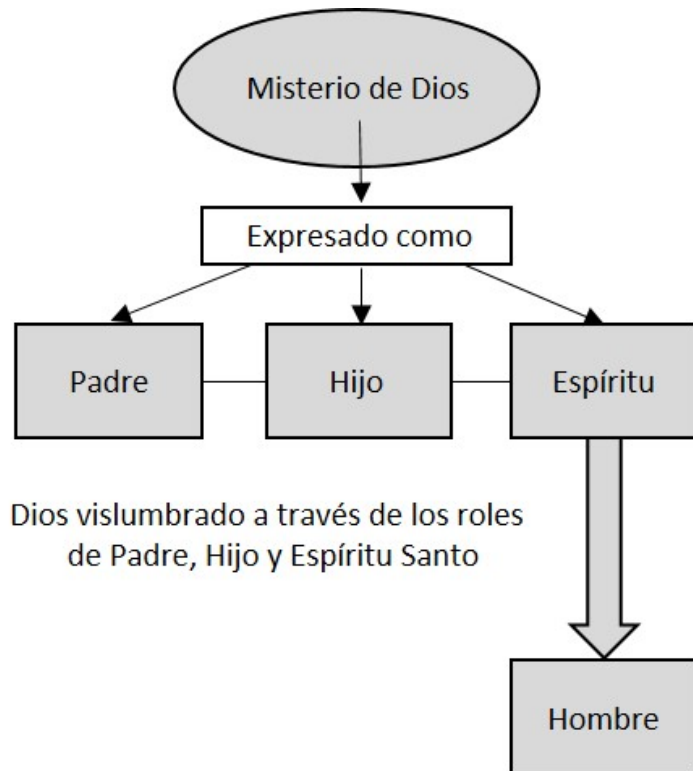 Misterio de Dios
Expresado como
Padre
Hijo
Espíritu
Dios vislumbrado a través de los roles
de Padre, Hijo y Espíritu Santo
Hombre